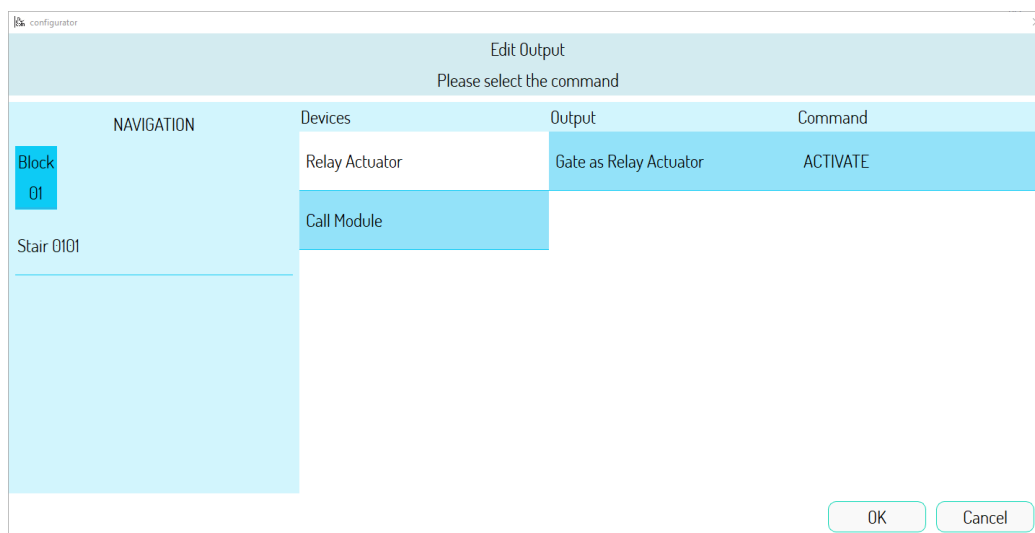 configurator
Edit Output
Please select the command
NAVIGATION
Block
01
Stair 0101
Devices
Output
Command
Relay Actuator
Gate as Relay Actuator
ACTIVATE
Call Module
OK
Cancel